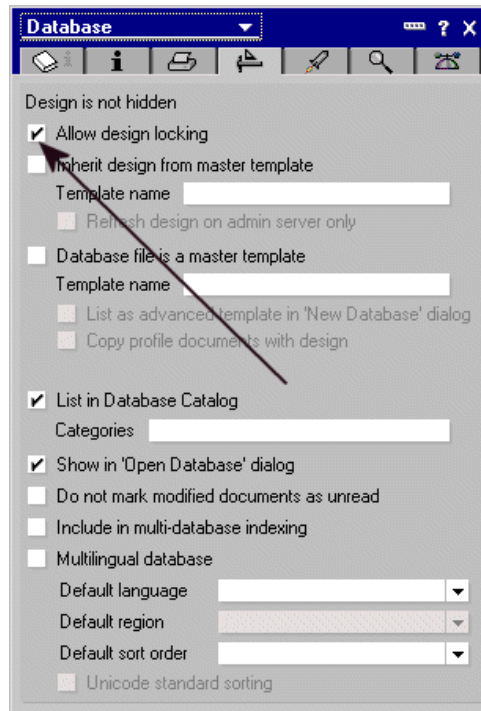 Database
? X
i
Design is not hidden
Allow design locking
Inherit design from master template
Template name
Refresh design on admin server only
Database file is a master template
Template name
List as advanced template in 'New Database' dialog
Copy profile documents with design
List in Database Catalog
Categories
Show in 'Open Database' dialog
Do not mark modified documents as unread
Include in multi-database indexing
Multilingual database
Default language
Default region
Default sort order
Unicode standard sorting